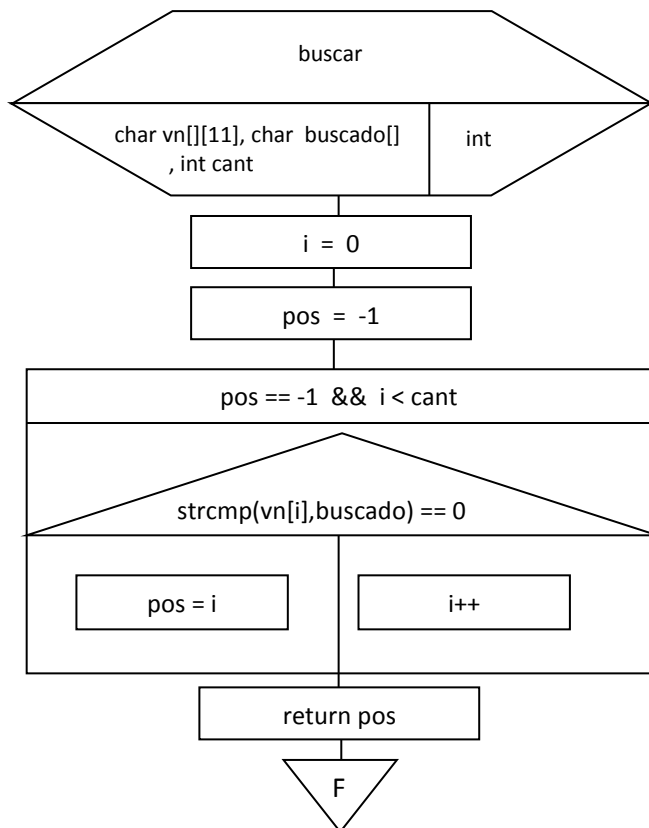 buscar
char vn[][11], char buscado[]
, int cant
int
i = 0
pos = -1
pos == -1 && i < cant
strcmp(vn[i],buscado) == 0
pos = i
i++
return pos
F